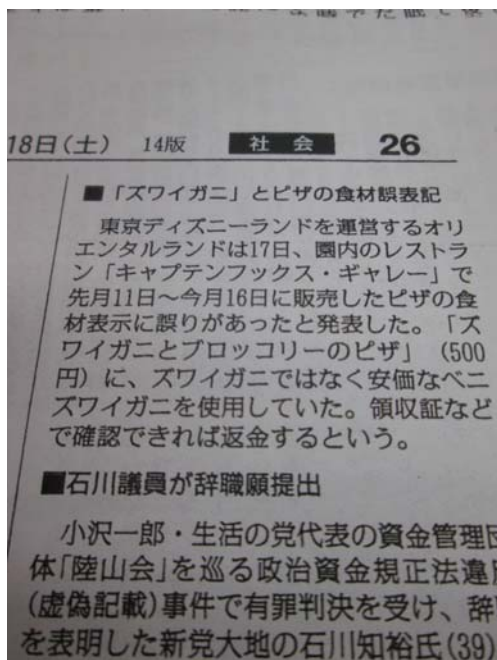 18日(土) 14版 社会 26
■「ズワイガニ」とピザの食材誤表記
東京ディズニーランドを運営するオリ
エンタルランドは17日、園内のレストラ
ン「キャプテンフックス・ギャレー」で
先月11日〜今月16日に販売したピザの食
材表示に誤りがあったと発表した。「ズ
ワイガニとブロッコリーのピザ」(500
円)に、ズワイガニではなく安価なベニ
ズワイガニを使用していた。領収証など
で確認できれば返金するという。
■石川議員が辞職願提出
小沢一郎・生活の党代表の資金管理団
体「陸山会」を巡る政治資金規正法違反
(虚偽記載)事件で有罪判決を受け、辞職
を表明した新党大地の石川知裕氏(39)